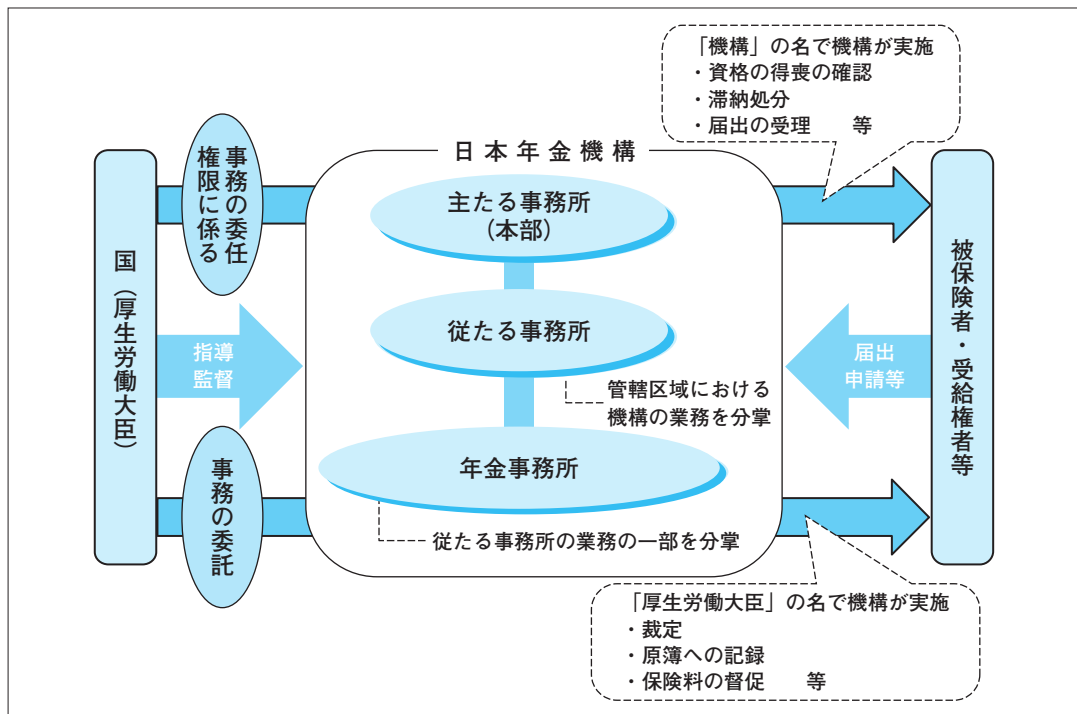 「機構」の名で機構が実施
・資格の得喪の確認
・滞納処分
・届出の受理　等
日本年金機構
国（厚生労働大臣）
権限に係る
事務の委任
主たる事務所
（本部）
従たる事務所
指導
監督
届出
申請等
被保険者・受給権者等
管轄区域における
機構の業務を分掌
年金事務所
事務の委託
従たる事務所の業務の一部を分掌
「厚生労働大臣」の名で機構が実施
・裁定
・原簿への記録
・保険料の督促　等